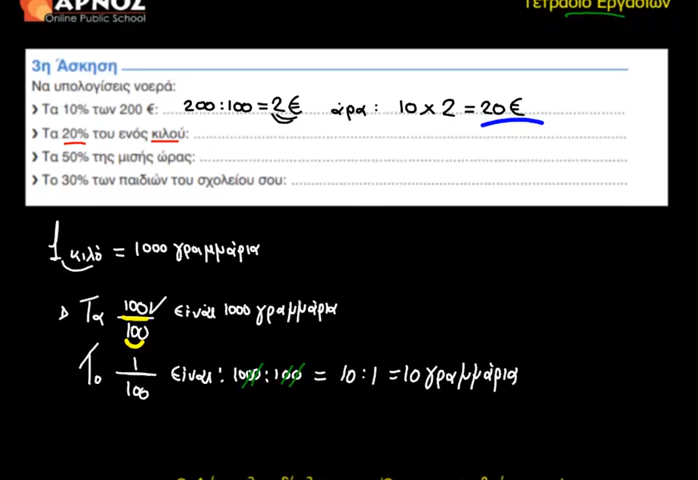 ΑΡΝΟΣ
Online Public School
Τετράδιο Εργασιών
3η Άσκηση
Να υπολογίσεις νοερά:
❯ Τα 10% των 200 €: 200:100 = 2€ άρα: 10 x 2 = 20€
❯ Τα 20% του ενός κιλού:
❯ Τα 50% της μισής ώρας:
❯ Το 30% των παιδιών του σχολείου σου:
1 κιλό = 1000 γραμμάρια
Τα 100/100 είναι 1000 γραμμάρια
Το 1/100 είναι: 1000:100 = 10:1 = 10 γραμμάρια